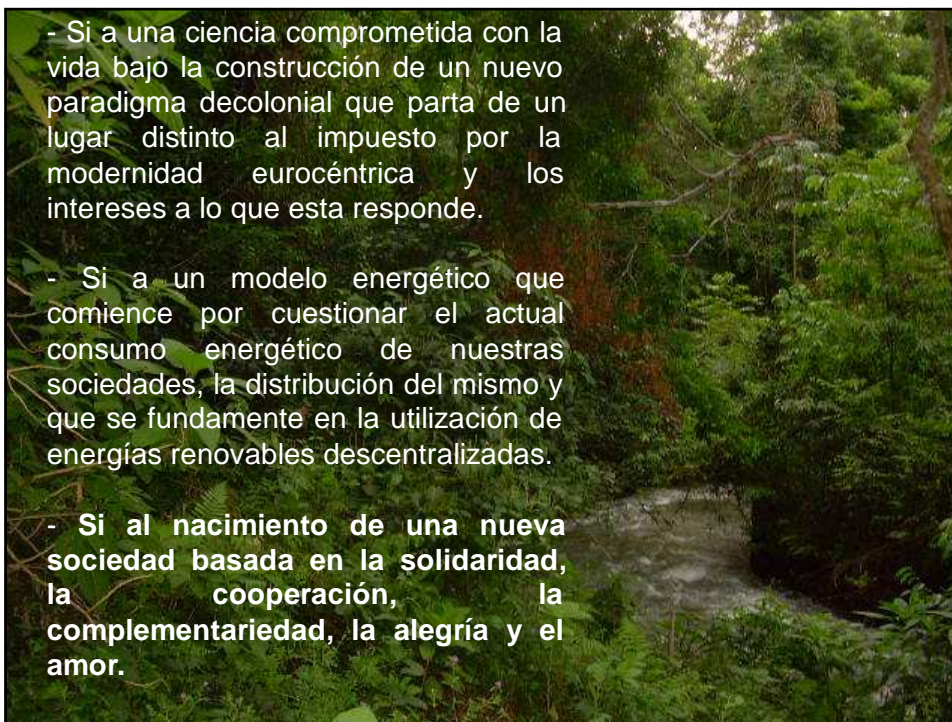 - Si a una ciencia comprometida con la
vida bajo la construcción de un nuevo
paradigma decolonial que parta de un
lugar distinto al impuesto por la
modernidad eurocéntrica y los
intereses a lo que esta responde.
- Si a un modelo energético que
comience por cuestionar el actual
consumo energético de nuestras
sociedades, la distribución del mismo y
que se fundamente en la utilización de
energías renovables descentralizadas.
- Si al nacimiento de una nueva
sociedad basada en la solidaridad,
la cooperación, la
complementariedad, la alegría y el
amor.